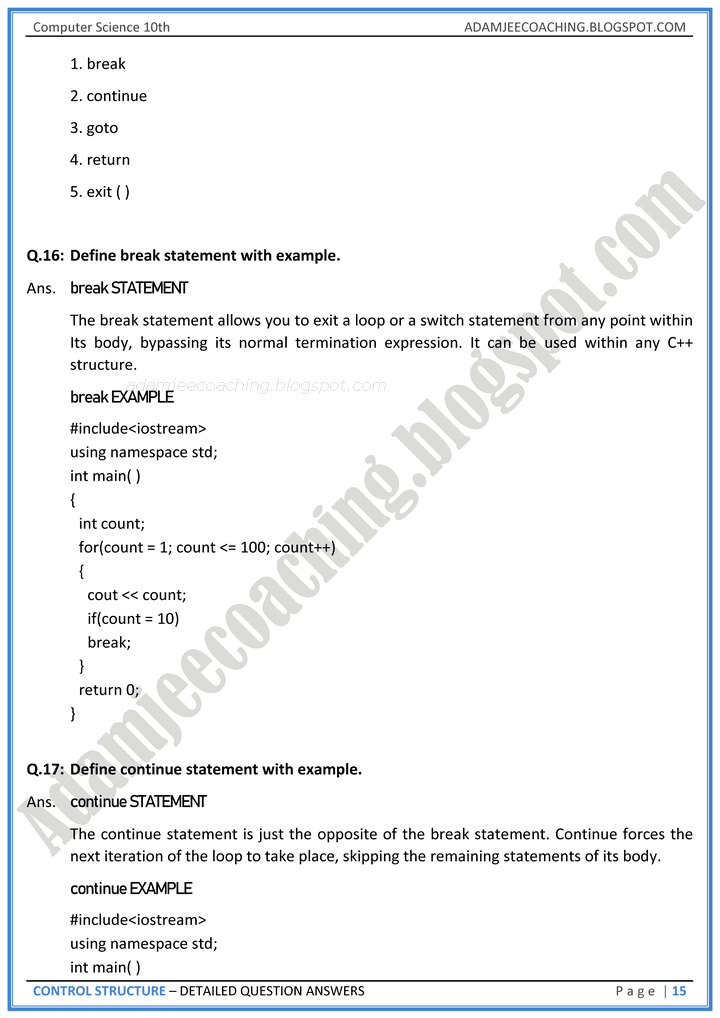 Computer Science 10th ADAMJEECOACHING.BLOGSPOT.COM
1. break
2. continue
3. goto
4. return
5. exit ( )
Q.16: Define break statement with example.
Ans. break STATEMENT
The break statement allows you to exit a loop or a switch statement from any point within
Its body, bypassing its normal termination expression. It can be used within any C++
structure.
adamjeecoaching.blogspot.com
break EXAMPLE
#include<iostream>
using namespace std;
int main( )
{
int count;
for(count = 1; count <= 100; count++)
{
cout << count;
if(count = 10)
break;
}
return 0;
}
Adamjeecoaching.blogspot.com
Q.17: Define continue statement with example.
Ans. continue STATEMENT
The continue statement is just the opposite of the break statement. Continue forces the
next iteration of the loop to take place, skipping the remaining statements of its body.
continue EXAMPLE
#include<iostream>
using namespace std;
int main( )
CONTROL STRUCTURE – DETAILED QUESTION ANSWERS P a g e | 15